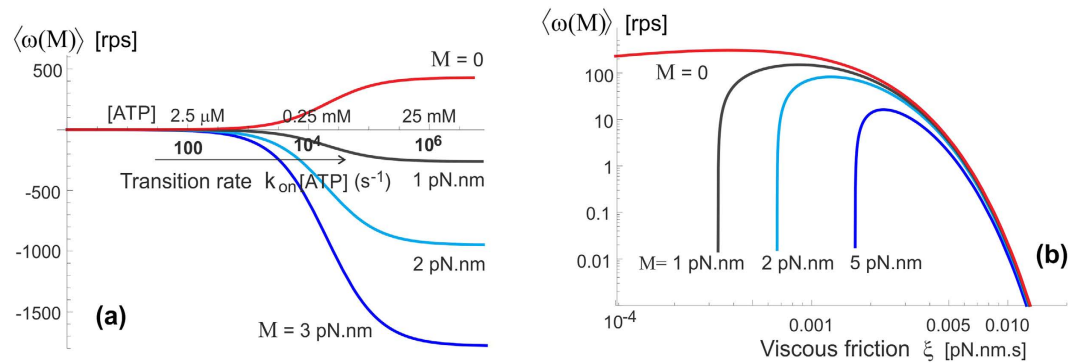 ⟨ω(M)⟩ [rps]
500
M = 0
[ATP] 2.5 μM 0.25 mM 25 mM
0
100 10⁴ 10⁶
Transition rate k_on[ATP] (s⁻¹)
1 pN.nm
-500
-1000
2 pN.nm
-1500
(a)
M = 3 pN.nm
⟨ω(M)⟩ [rps]
100
M = 0
10
1
0.1
0.01
M= 1 pN.nm 2 pN.nm 5 pN.nm
(b)
10⁻⁴ 0.001 0.005 0.010
Viscous friction ξ [pN.nm.s]